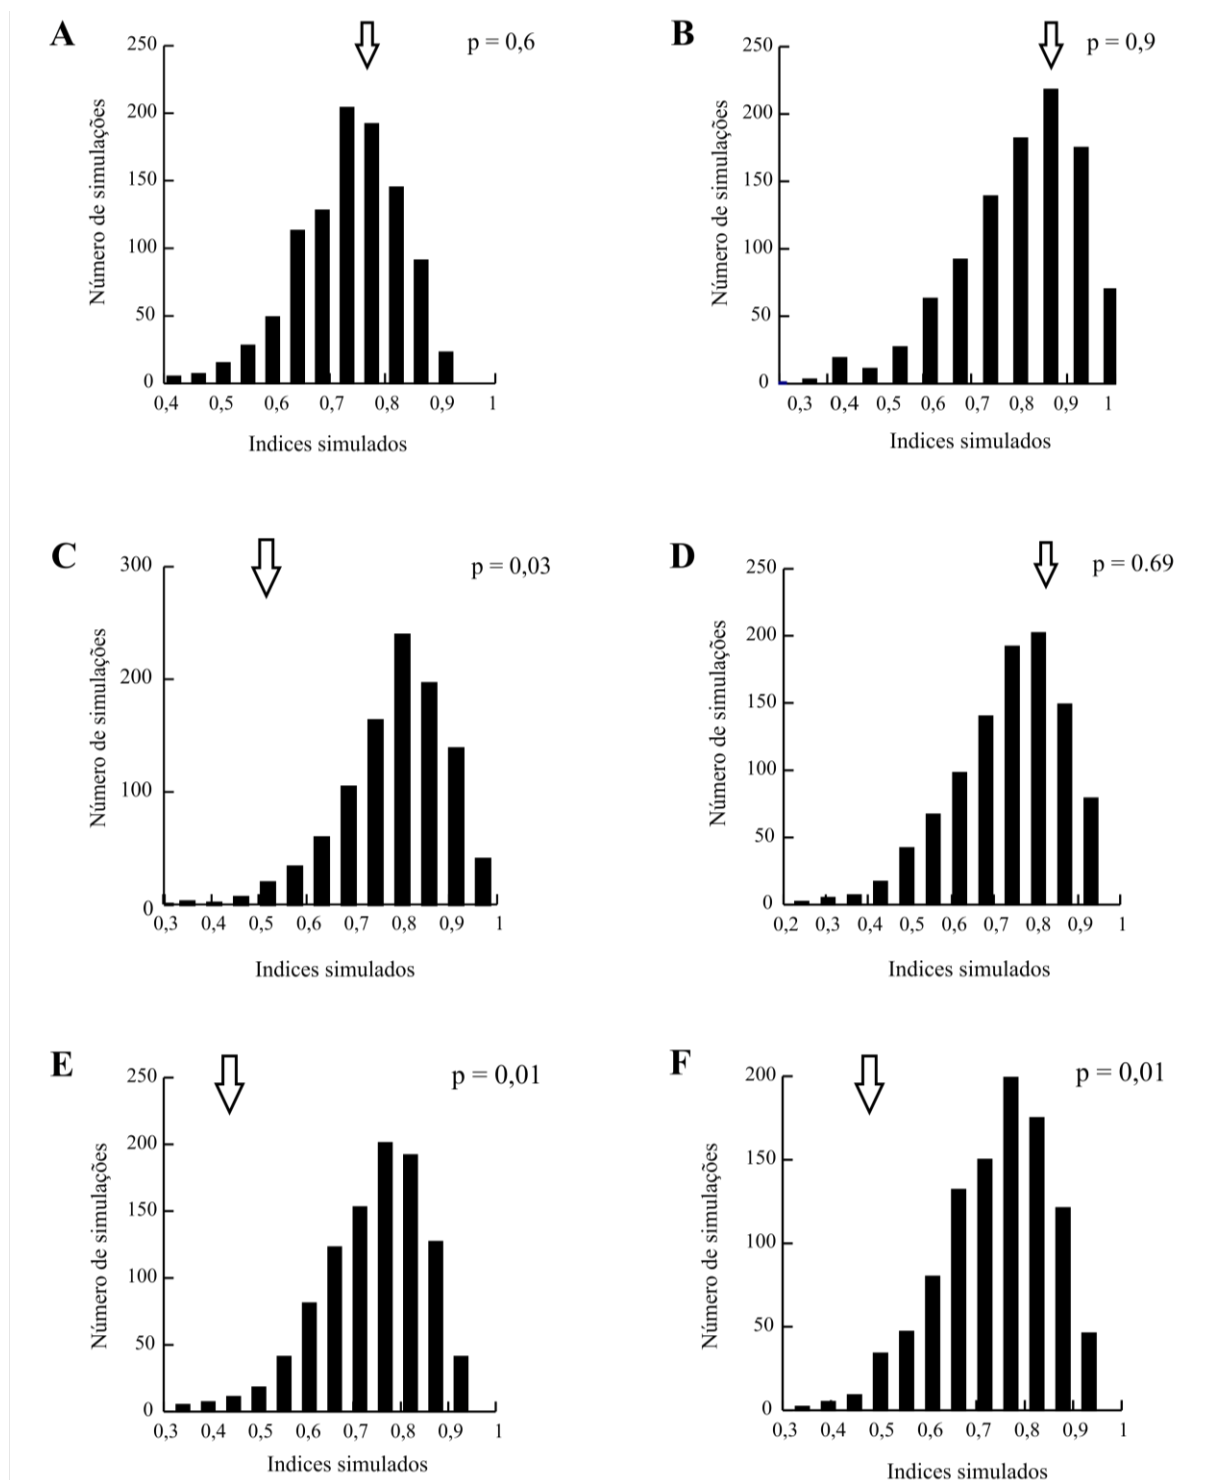 A
p = 0,6
Número de simulações
250
200
150
100
50
0
0,4 0,5 0,6 0,7 0,8 0,9 1
Indices simulados
B
p = 0,9
Número de simulações
250
200
150
100
50
0
0,3 0,4 0,5 0,6 0,7 0,8 0,9 1
Indices simulados
C
p = 0,03
Número de simulações
300
200
100
0
0,3 0,4 0,5 0,6 0,7 0,8 0,9 1
Indices simulados
D
p = 0.69
Número de simulações
250
200
150
100
50
0
0,2 0,3 0,4 0,5 0,6 0,7 0,8 0,9 1
Indices simulados
E
p = 0,01
Número de simulações
250
200
150
100
50
0
0,3 0,4 0,5 0,6 0,7 0,8 0,9 1
Indices simulados
F
p = 0,01
Número de simulações
200
150
100
50
0
0,3 0,4 0,5 0,6 0,7 0,8 0,9 1
Indices simulados